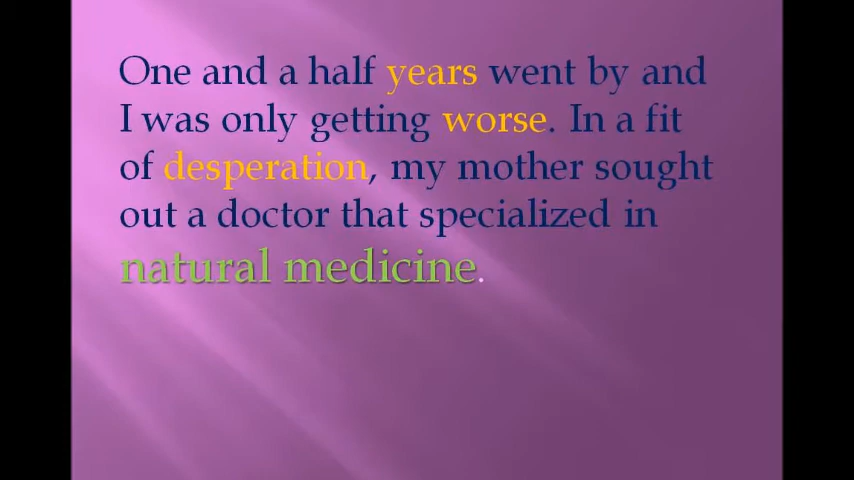 One and a half years went by and
I was only getting worse. In a fit
of desperation, my mother sought
out a doctor that specialized in
natural medicine.